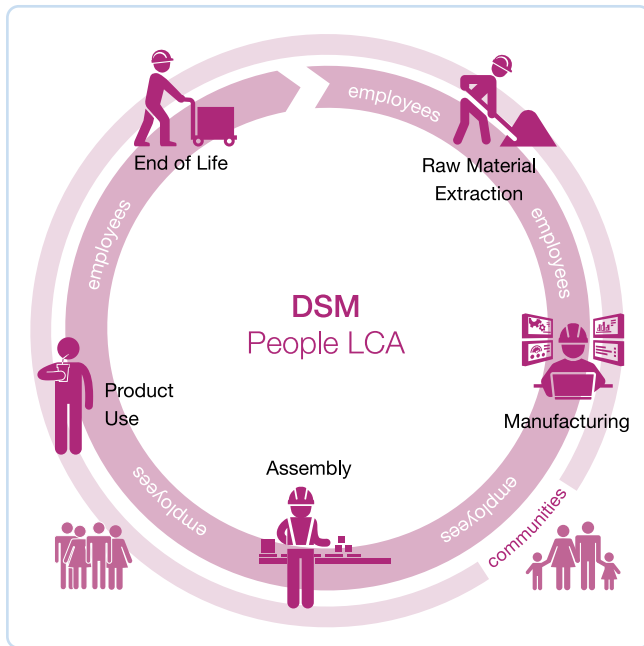 employees
End of Life
Raw Material
Extraction
employees
employees
DSM
People LCA
Product
Use
Manufacturing
Assembly
employees
employees
communities